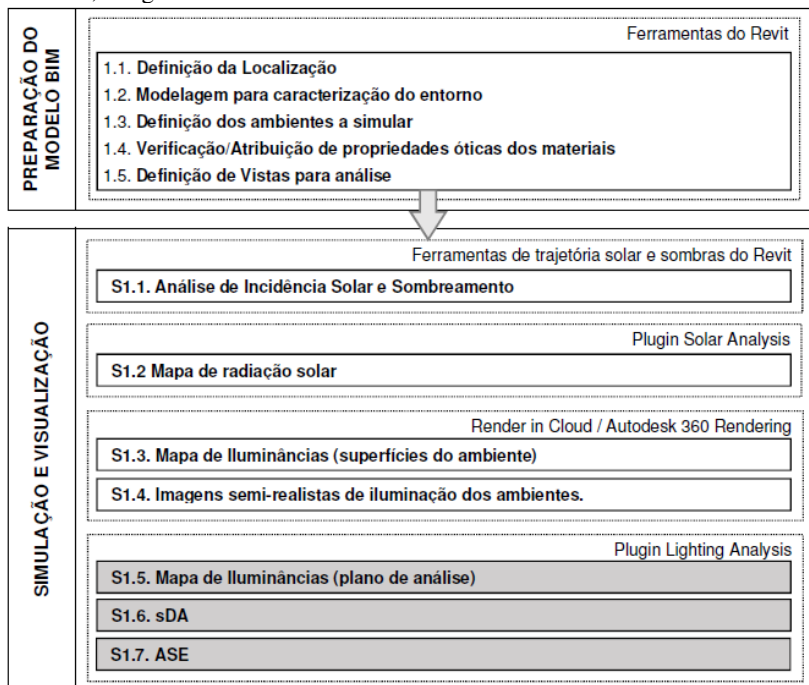 PREPARAÇÃO DO
MODELO BIM
Ferramentas do Revit
1.1. Definição da Localização
1.2. Modelagem para caracterização do entorno
1.3. Definição dos ambientes a simular
1.4. Verificação/Atribuição de propriedades óticas dos materiais
1.5. Definição de Vistas para análise
SIMULAÇÃO E VISUALIZAÇÃO
Ferramentas de trajetória solar e sombras do Revit
S1.1. Análise de Incidência Solar e Sombreamento
Plugin Solar Analysis
S1.2 Mapa de radiação solar
Render in Cloud / Autodesk 360 Rendering
S1.3. Mapa de Iluminâncias (superfícies do ambiente)
S1.4. Imagens semi-realistas de iluminação dos ambientes.
Plugin Lighting Analysis
S1.5. Mapa de Iluminâncias (plano de análise)
S1.6. sDA
S1.7. ASE